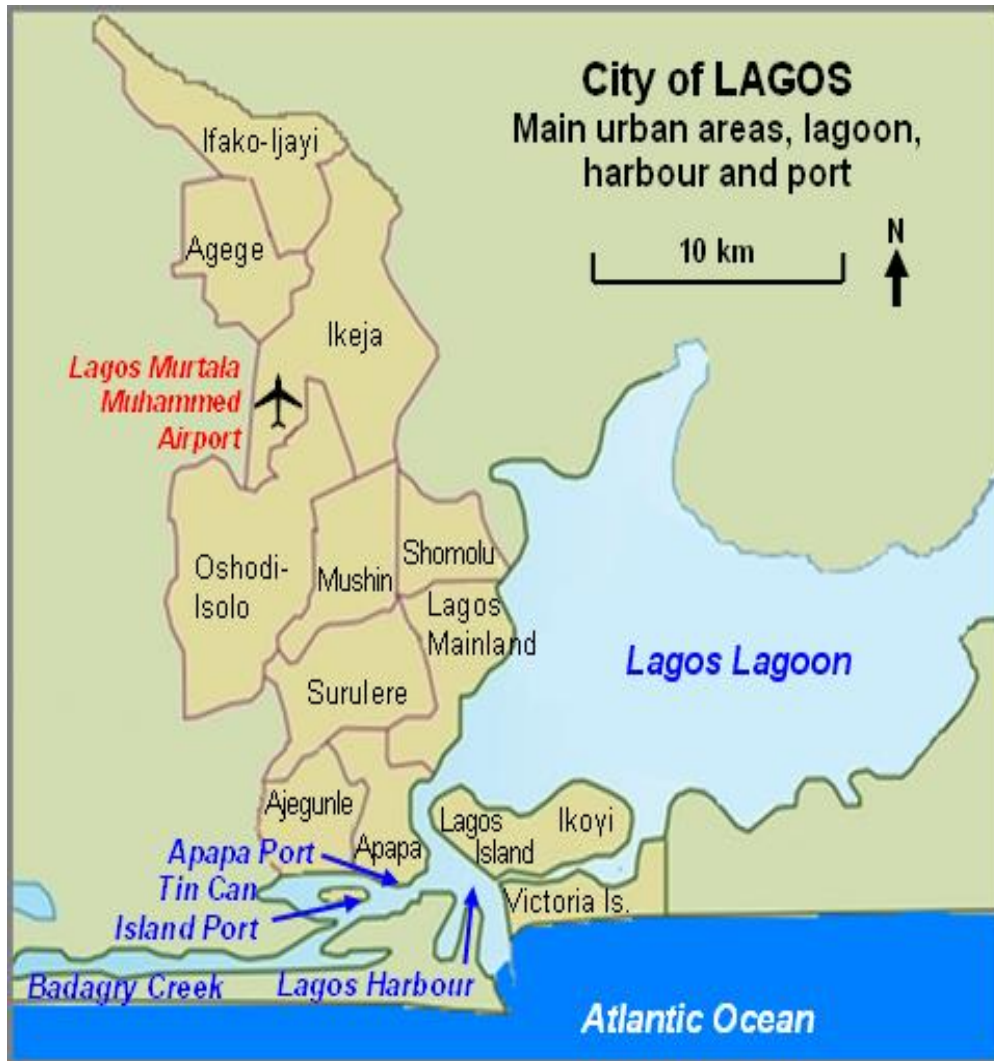 City of LAGOS
Main urban areas, lagoon,
harbour and port
10 km
N
Ifako-Ijayi
Agege
Ikeja
Lagos Murtala
Muhammed
Airport
Oshodi-
Isolo
Mushin
Shomolu
Lagos
Mainland
Lagos Lagoon
Surulere
Ajegunle
Apapa
Lagos
Island
Ikoyi
Apapa Port
Tin Can
Island Port
Victoria Is.
Badagry Creek
Lagos Harbour
Atlantic Ocean